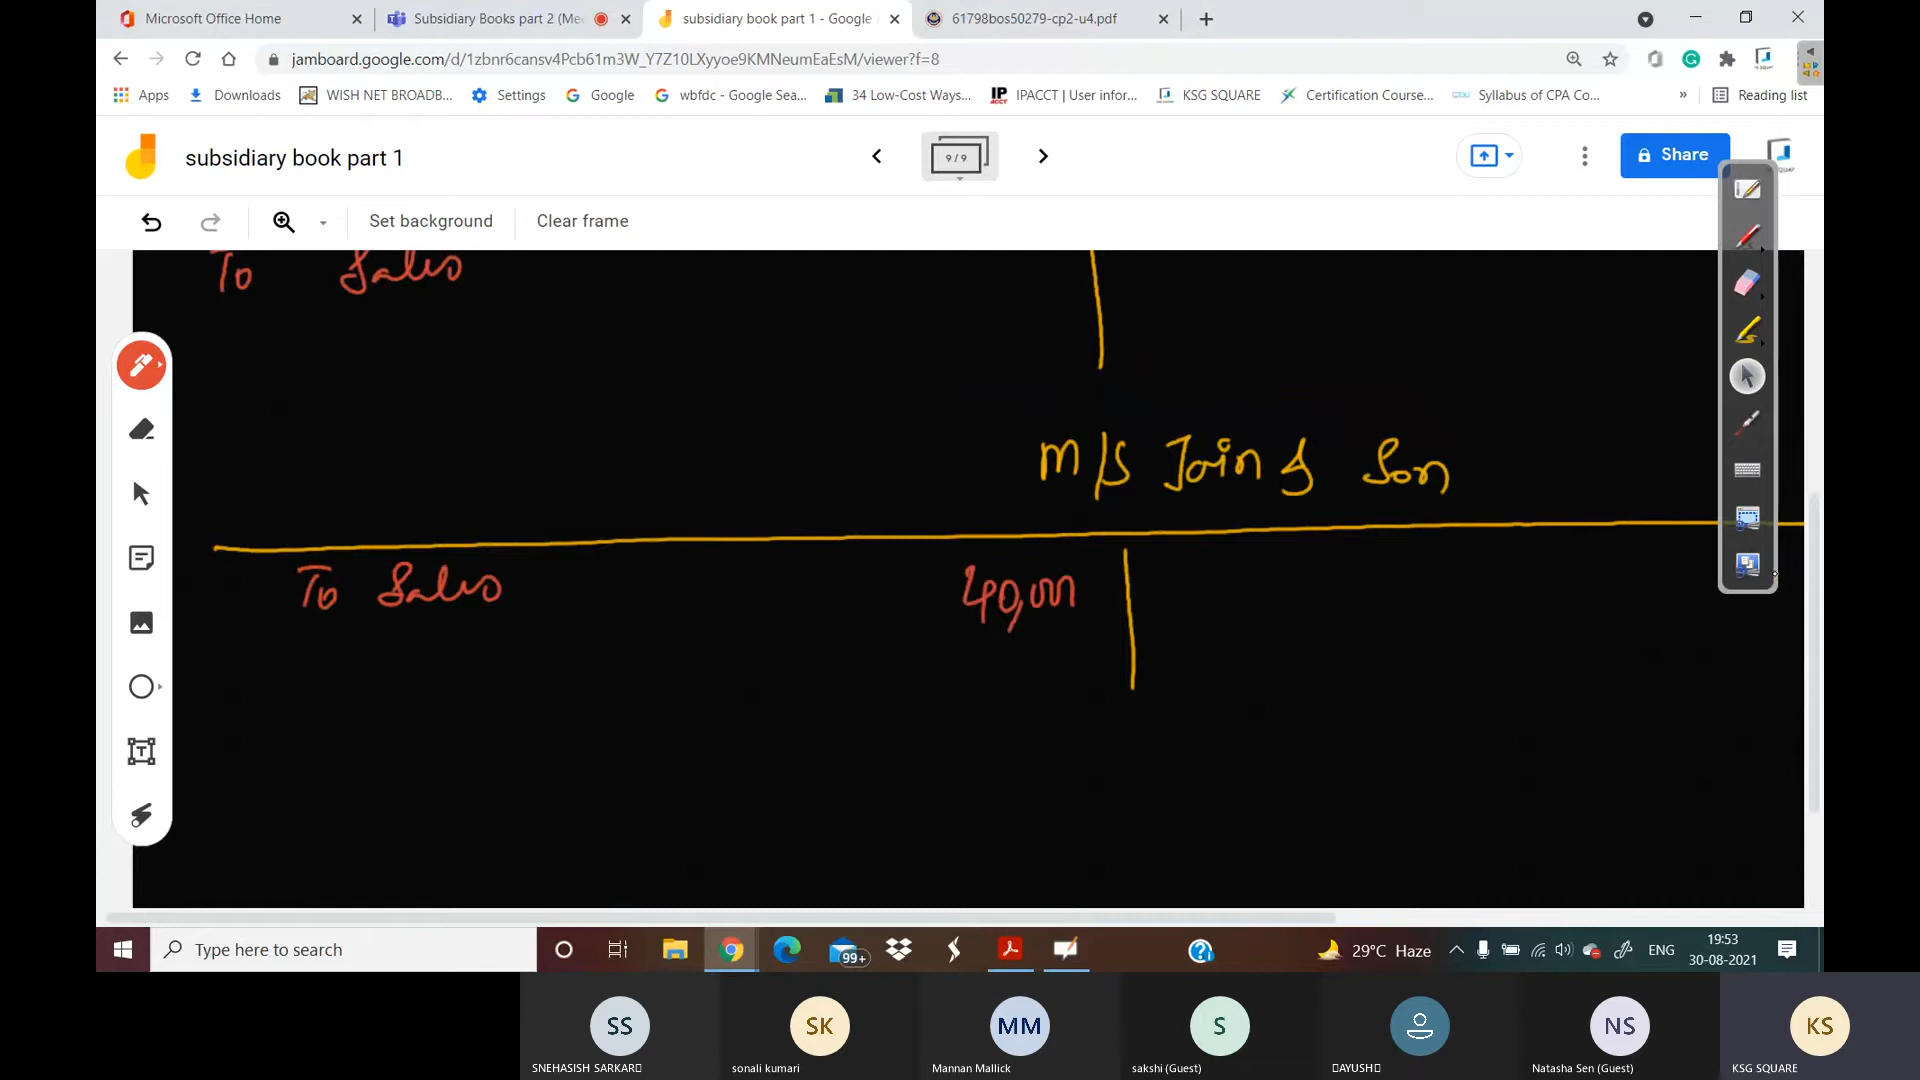 Microsoft Office Home
Subsidiary Books part 2 (Me
subsidiary book part 1 - Google
61798bos50279-cp2-u4.pdf
jamboard.google.com/d/1zbnr6cansv4Pcb61m3W_Y7Z10LXyyoe9KMNeumEaEsM/viewer?f=8
Apps Downloads WISH NET BROADB... Settings Google wbfdc - Google Sea... 34 Low-Cost Ways... IPACCT | User infor... KSG SQUARE Certification Course... Syllabus of CPA Co... » Reading list
subsidiary book part 1
9 / 9
Share
Set background Clear frame
To Sales
M/S Join & Son
To Sales 40,000
Type here to search
99+
29°C Haze
ENG
19:53
30-08-2021
SS SK MM S NS KS
SNEHASISH SARKAR sonali kumari Mannan Mallick sakshi (Guest) AYUSH Natasha Sen (Guest) KSG SQUARE